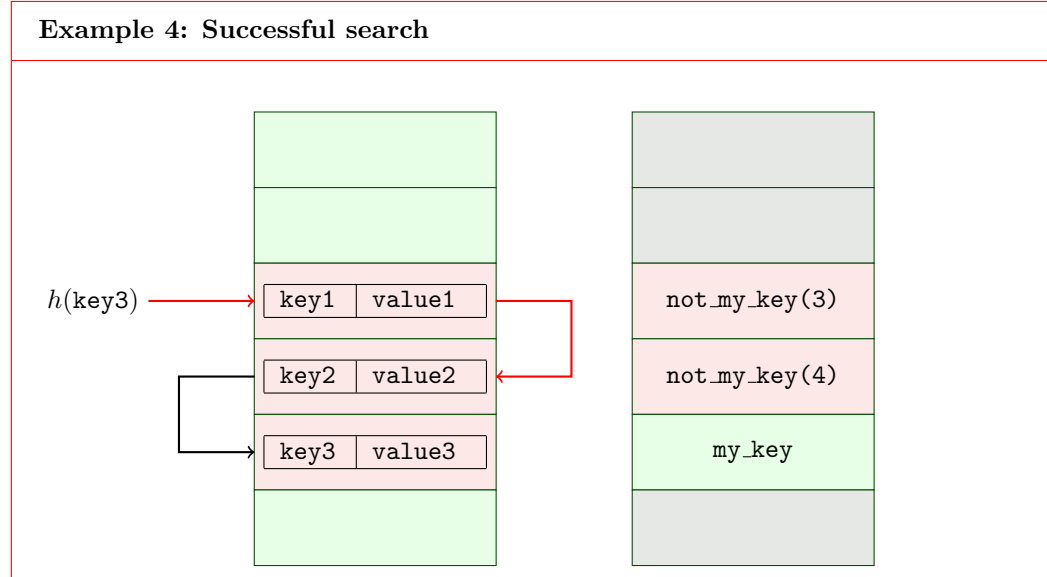 Example 4: Successful search
h(key3)
key1 value1
not_my_key(3)
key2 value2
not_my_key(4)
key3 value3
my_key